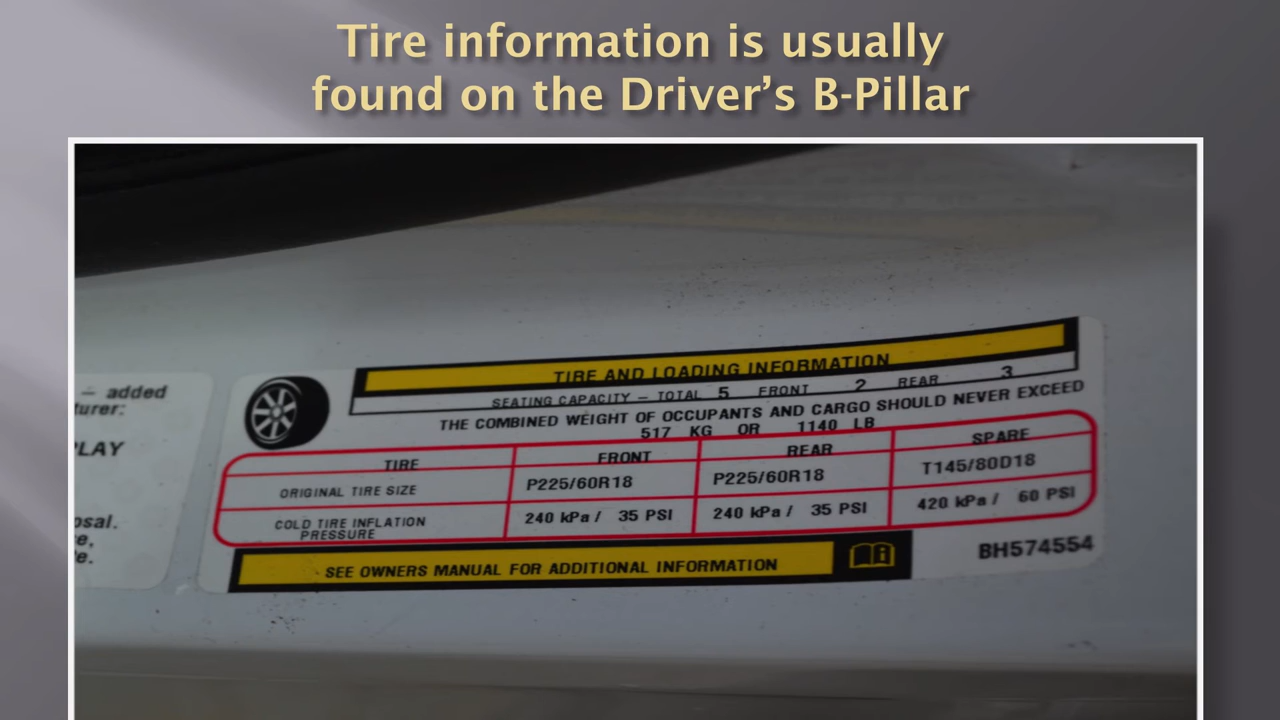 Tire information is usually
found on the Driver’s B-Pillar
– added
turer:
LAY
osal.
e,
e.
TIRE AND LOADING INFORMATION
SEATING CAPACITY – TOTAL 5 FRONT 2 REAR 3
THE COMBINED WEIGHT OF OCCUPANTS AND CARGO SHOULD NEVER EXCEED
517 KG OR 1140 LB
TIRE FRONT REAR SPARE
ORIGINAL TIRE SIZE P225/60R18 P225/60R18 T145/80D18
COLD TIRE INFLATION PRESSURE 240 kPa / 35 PSI 240 kPa / 35 PSI 420 kPa / 60 PSI
SEE OWNERS MANUAL FOR ADDITIONAL INFORMATION
BH574554